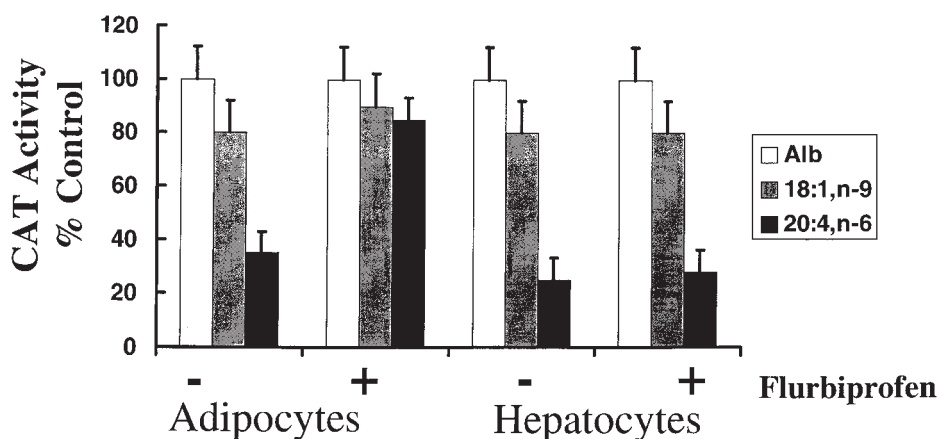 CAT Activity
% Control
120
100
80
60
40
20
0
Alb
18:1,n-9
20:4,n-6
- + - + Flurbiprofen
Adipocytes Hepatocytes